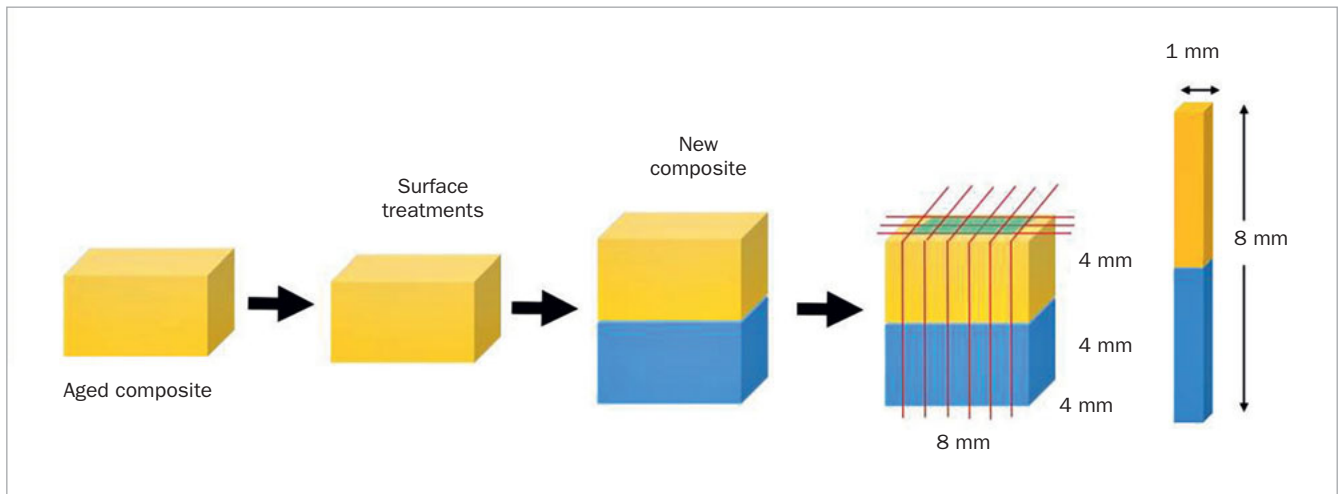 Aged composite
Surface
treatments
New
composite
4 mm
4 mm
4 mm
8 mm
1 mm
8 mm